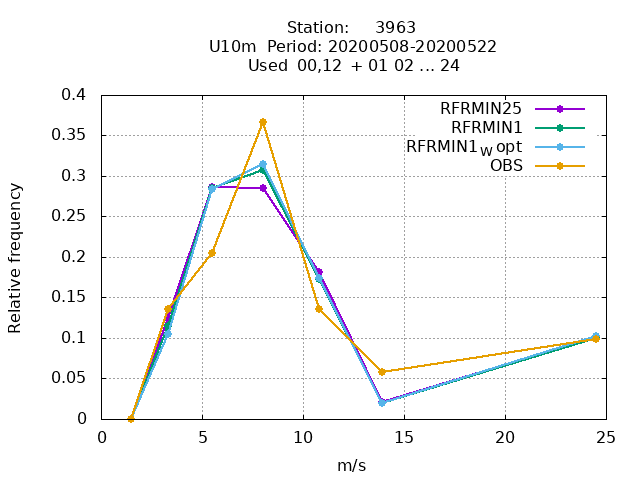 Station: 3963
U10m Period: 20200508-20200522
Used 00,12 + 01 02 ... 24
0.4
0.35
0.3
0.25
0.2
0.15
0.1
0.05
0
Relative frequency
RFRMIN25
RFRMIN1
RFRMIN1w opt
OBS
0 5 10 15 20 25
m/s